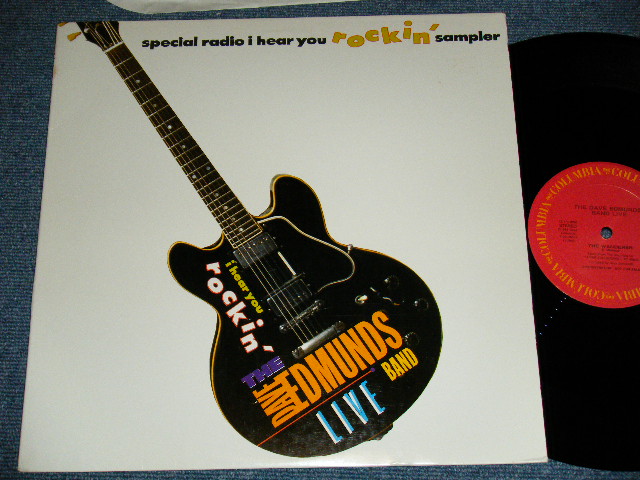 special radio i hear you rockin' sampler
i hear you
rockin'
THE
DAVE
EDMUNDS
BAND
LIVE
COLUMBIA
THE DAVE EDMUNDS
BAND LIVE